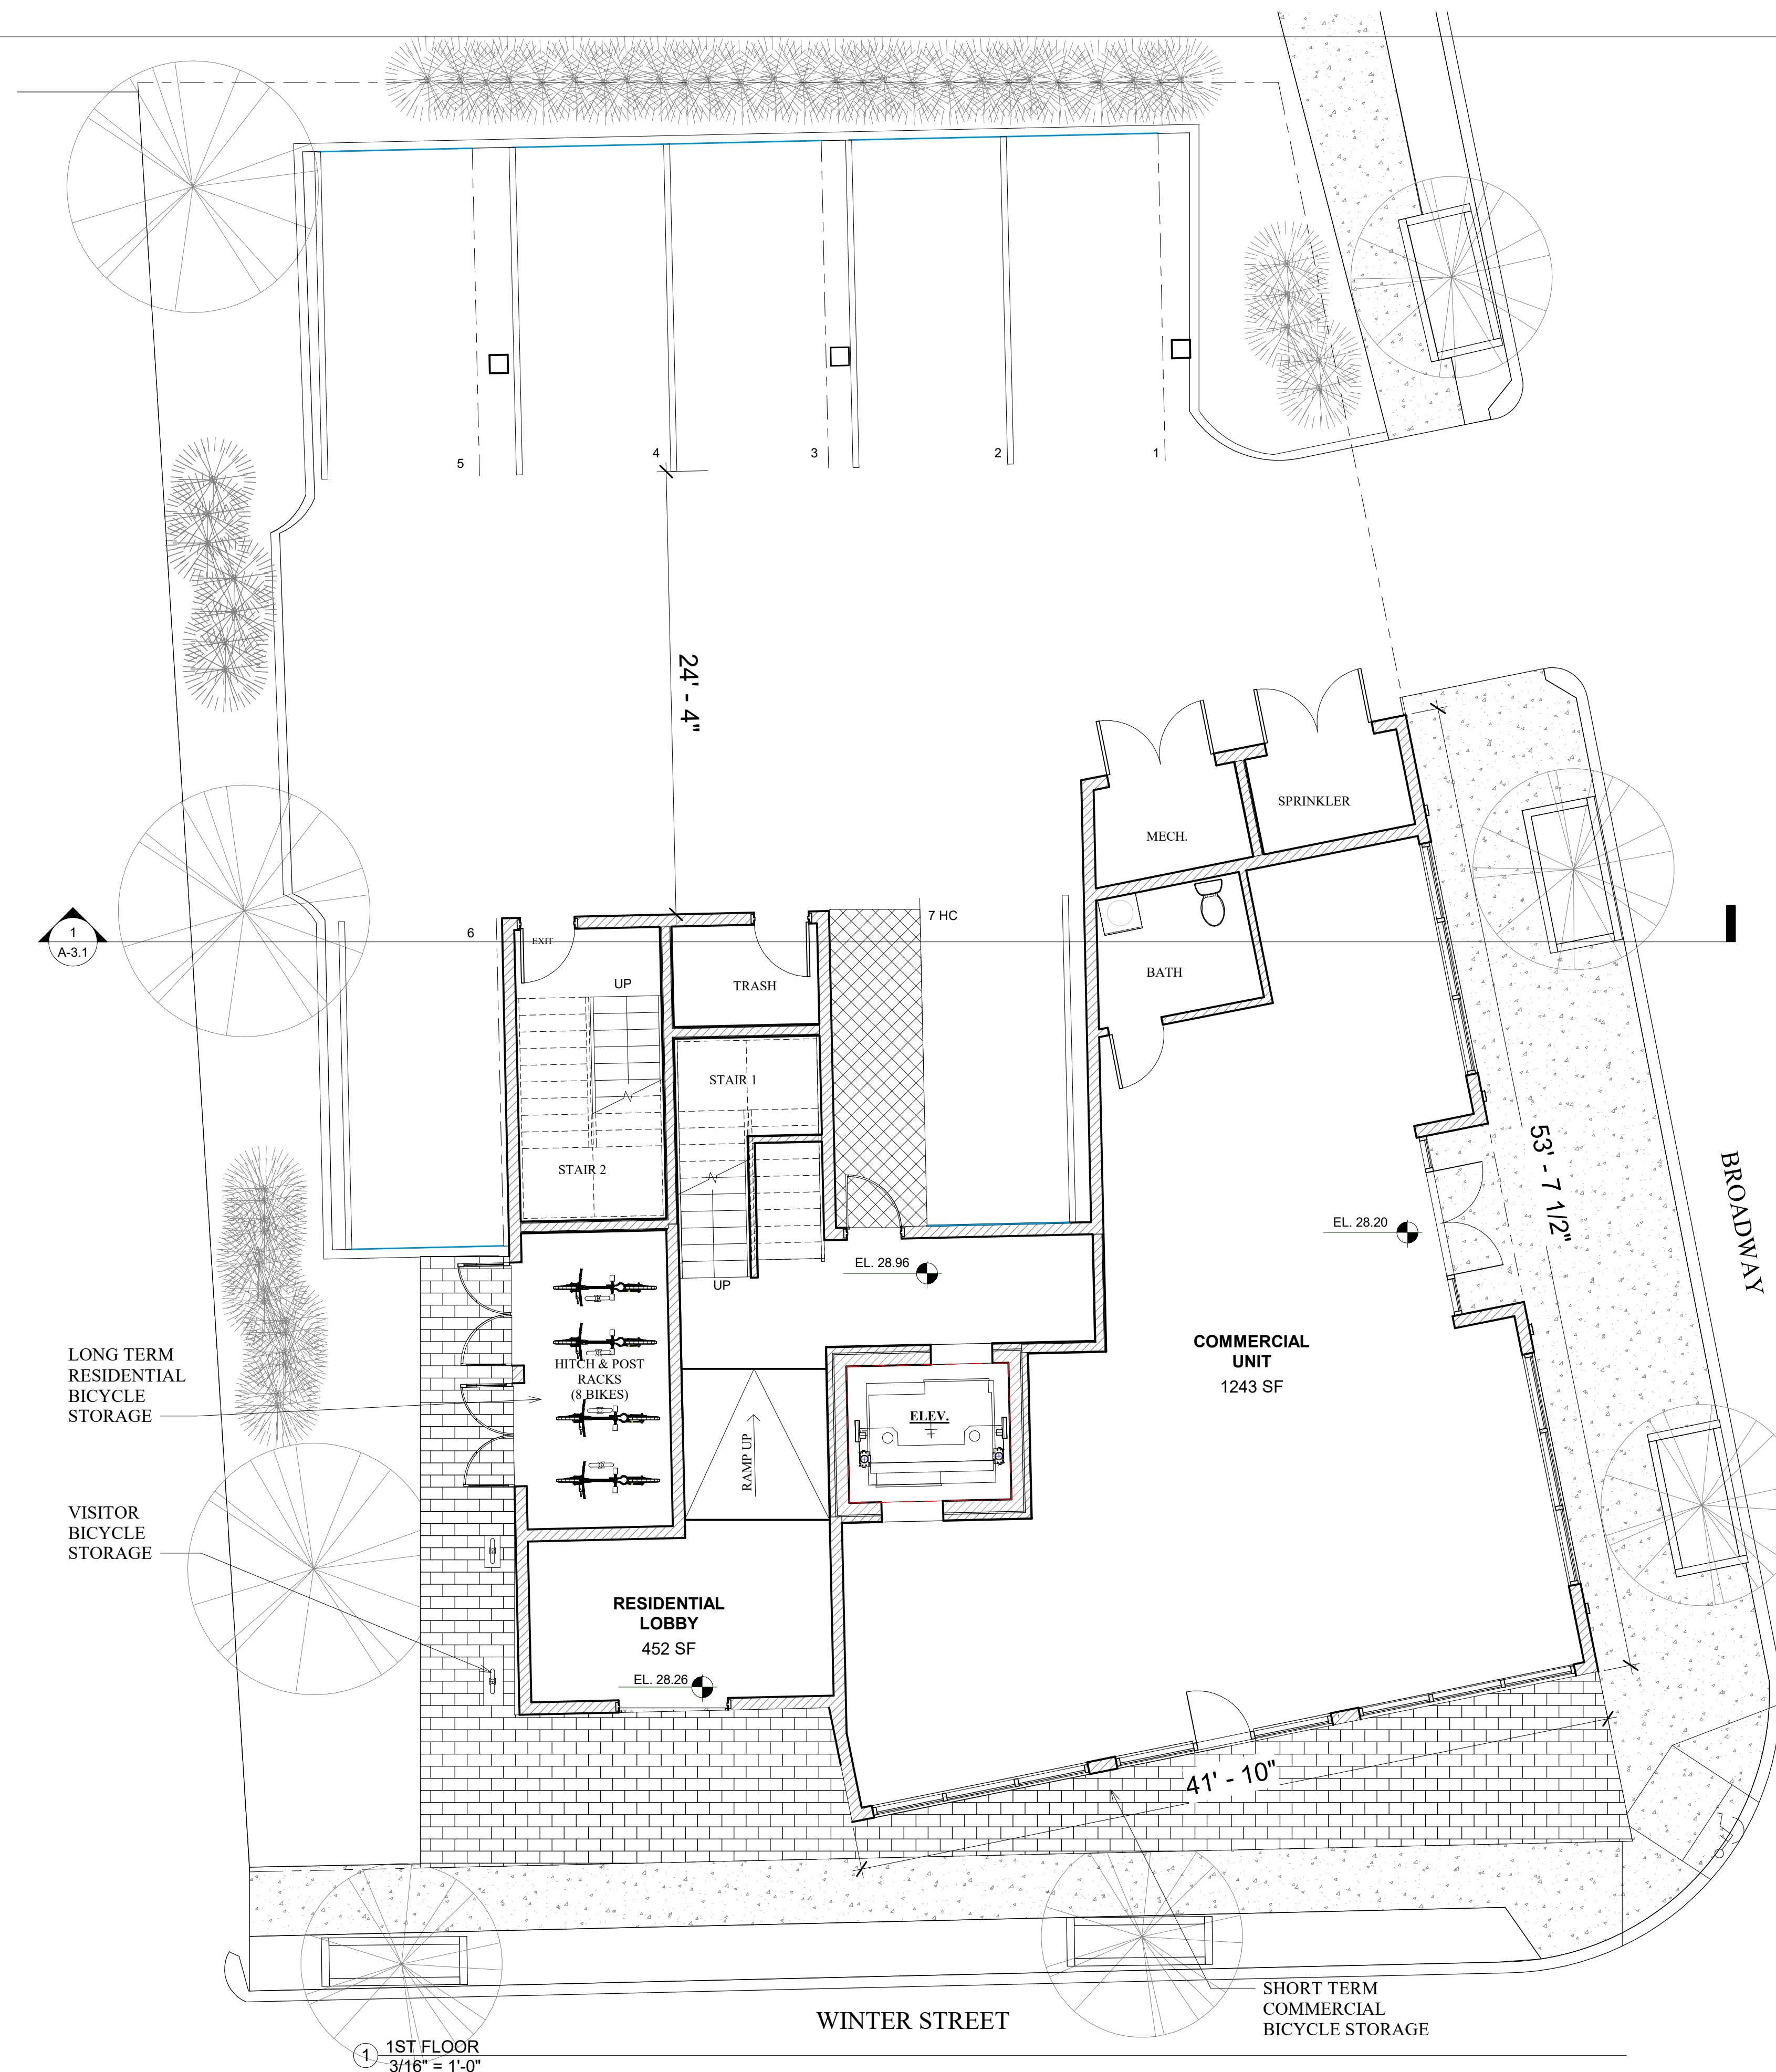 5
4
3
2
1
24' - 4"
SPRINKLER
MECH.
1
A-3.1
6
EXIT
7 HC
UP
TRASH
BATH
STAIR 1
STAIR 2
53' - 7 1/2"
BROADWAY
EL. 28.20
EL. 28.96
UP
LONG TERM
RESIDENTIAL
BICYCLE
STORAGE
HITCH & POST
RACKS
(8 BIKES)
COMMERCIAL
UNIT
1243 SF
ELEV.
RAMP UP
VISITOR
BICYCLE
STORAGE
RESIDENTIAL
LOBBY
452 SF
EL. 28.26
41' - 10"
SHORT TERM
COMMERCIAL
BICYCLE STORAGE
WINTER STREET
1
1ST FLOOR
3/16" = 1'-0"